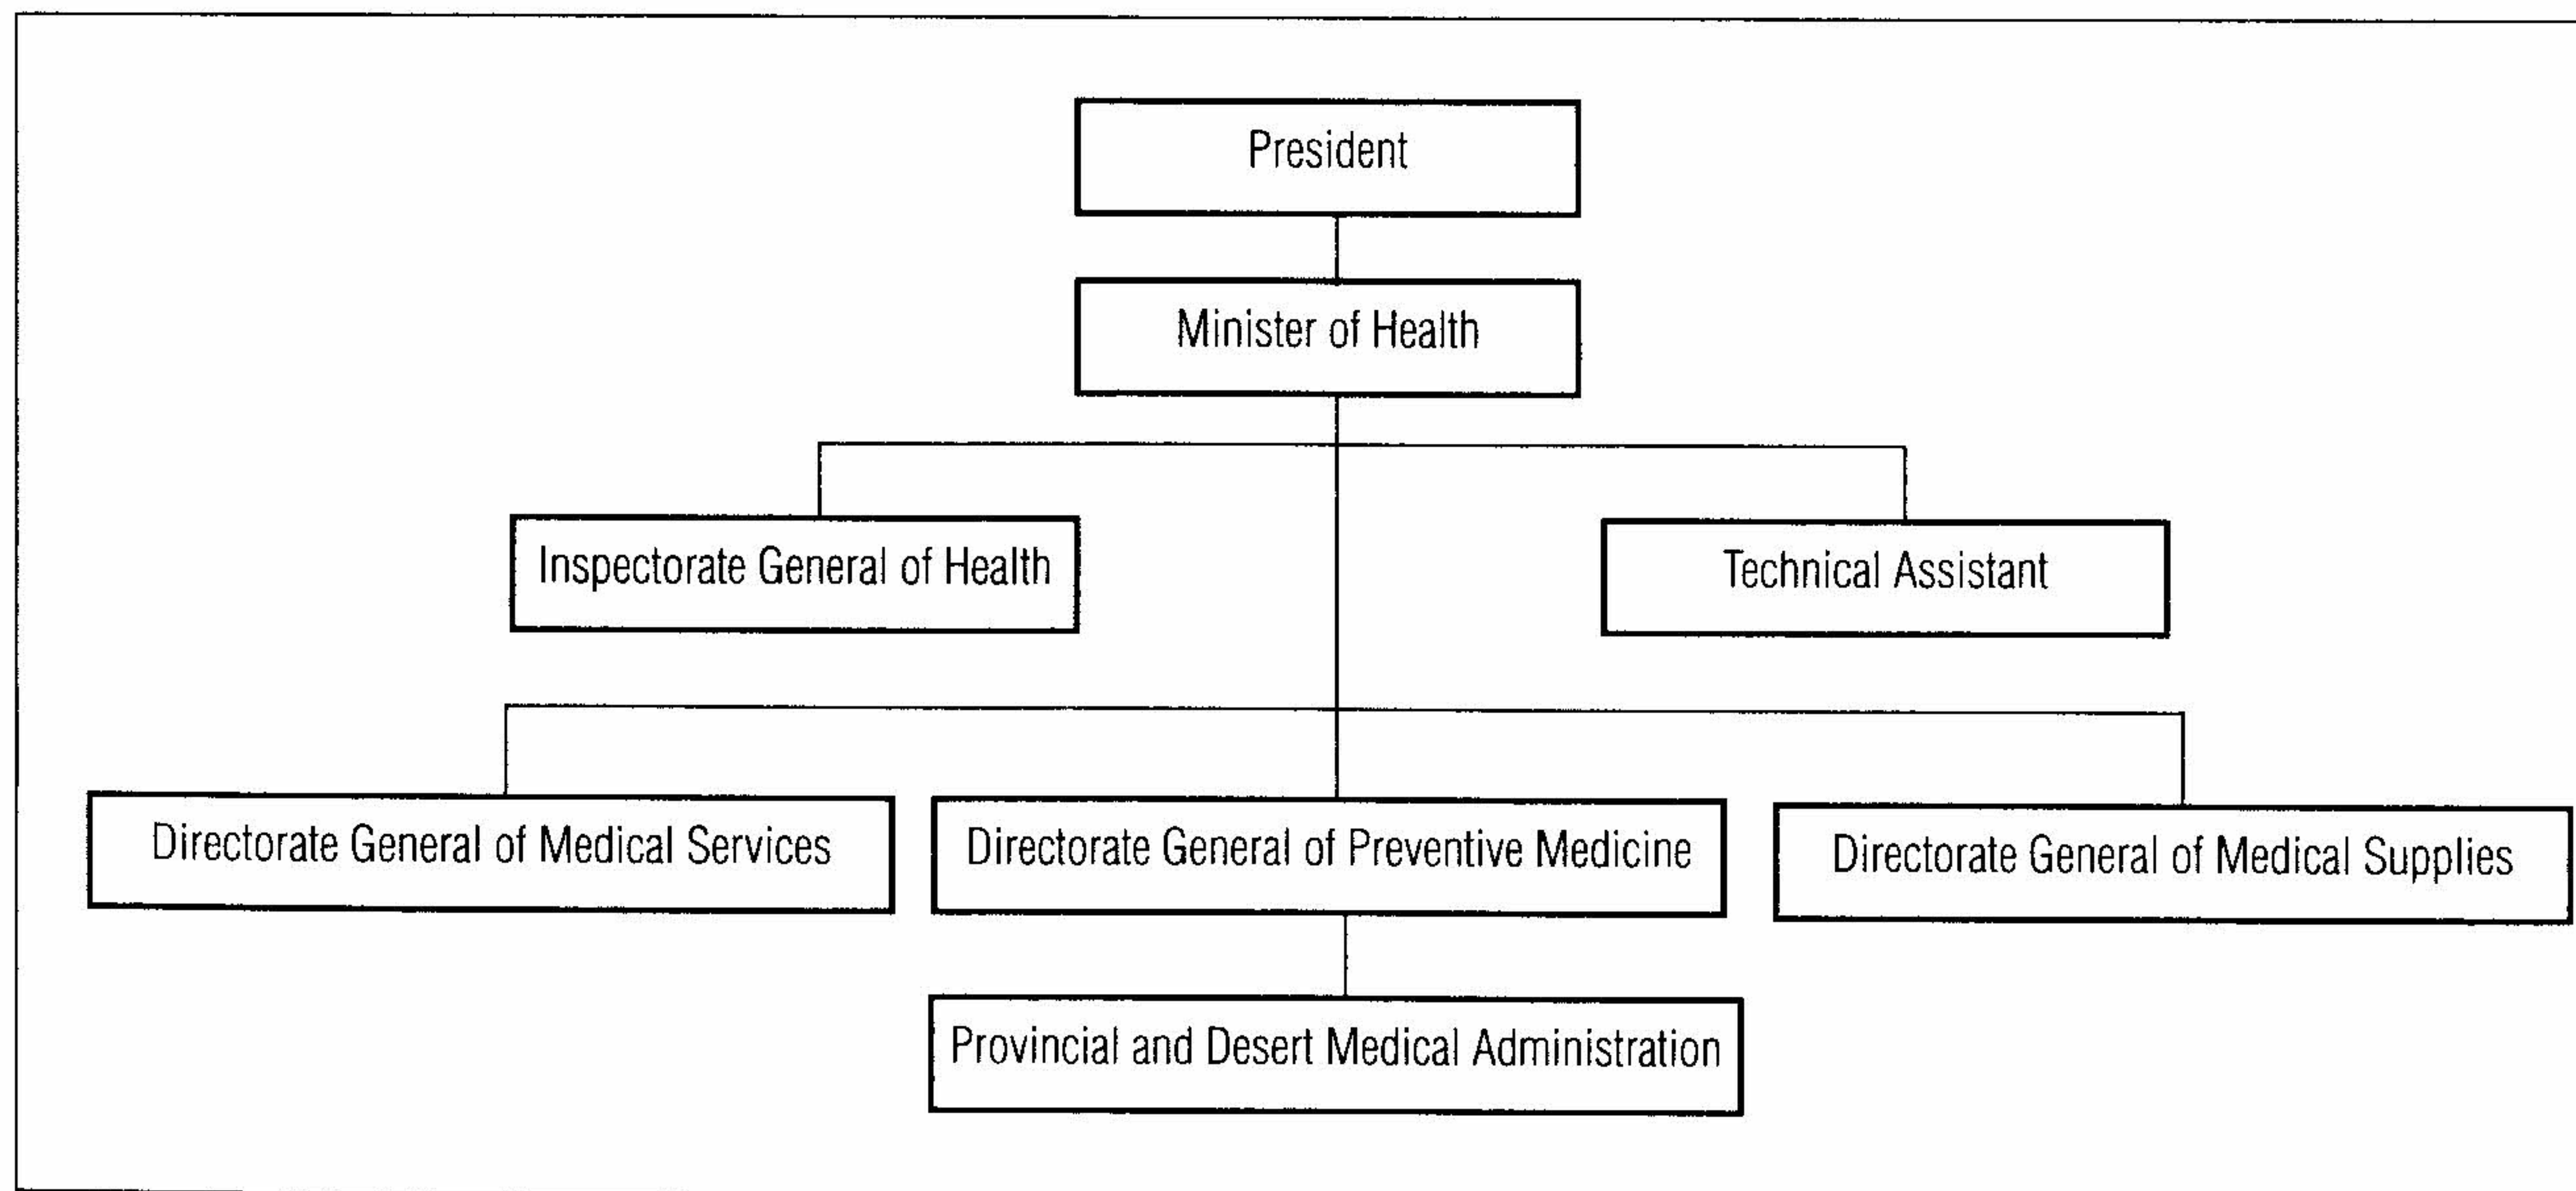 President
Minister of Health
Inspectorate General of Health
Technical Assistant
Directorate General of Medical Services
Directorate General of Preventive Medicine
Directorate General of Medical Supplies
Provincial and Desert Medical Administration